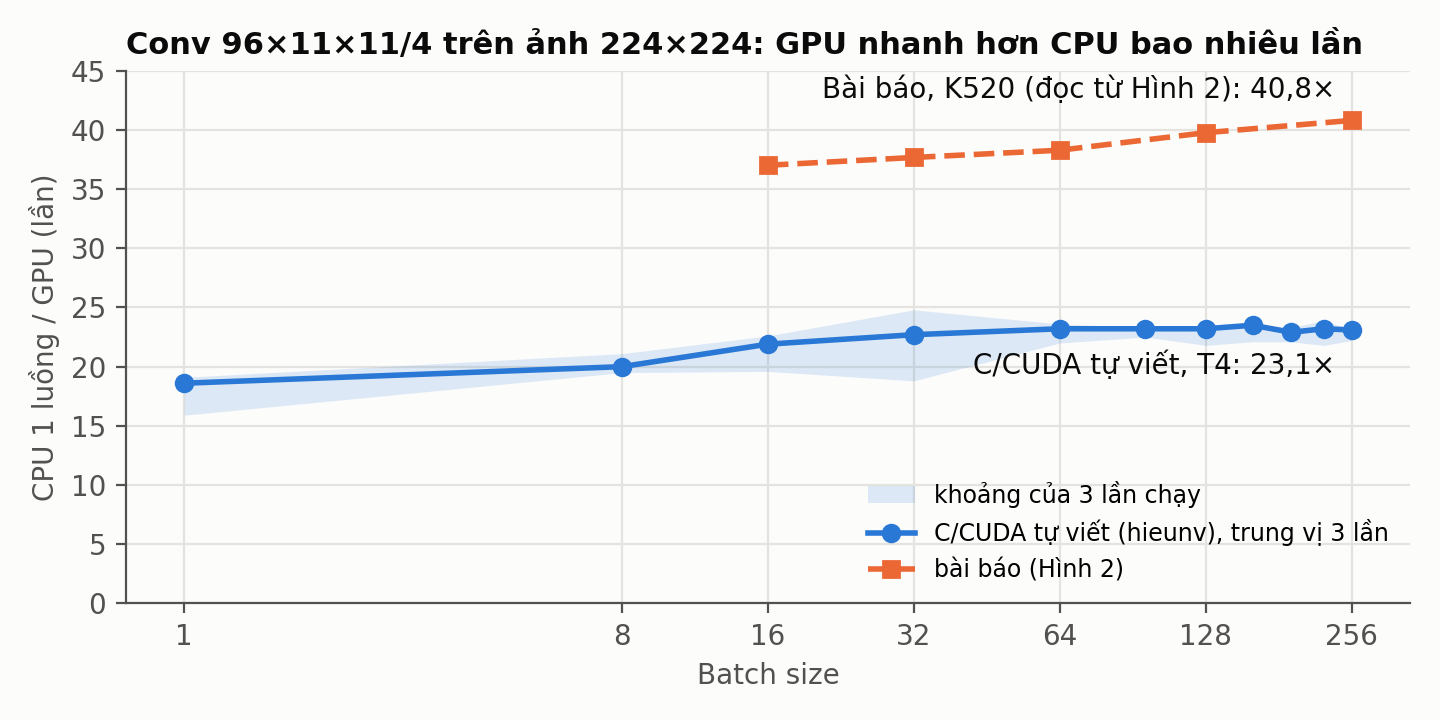 Conv 96×11×11/4 trên ảnh 224×224: GPU nhanh hơn CPU bao nhiêu lần
CPU 1 luồng / GPU (lần)
45
40
35
30
25
20
15
10
5
0
Bài báo, K520 (đọc từ Hình 2): 40,8×
C/CUDA tự viết, T4: 23,1×
khoảng của 3 lần chạy
C/CUDA tự viết (hieunv), trung vị 3 lần
bài báo (Hình 2)
1 8 16 32 64 128 256
Batch size